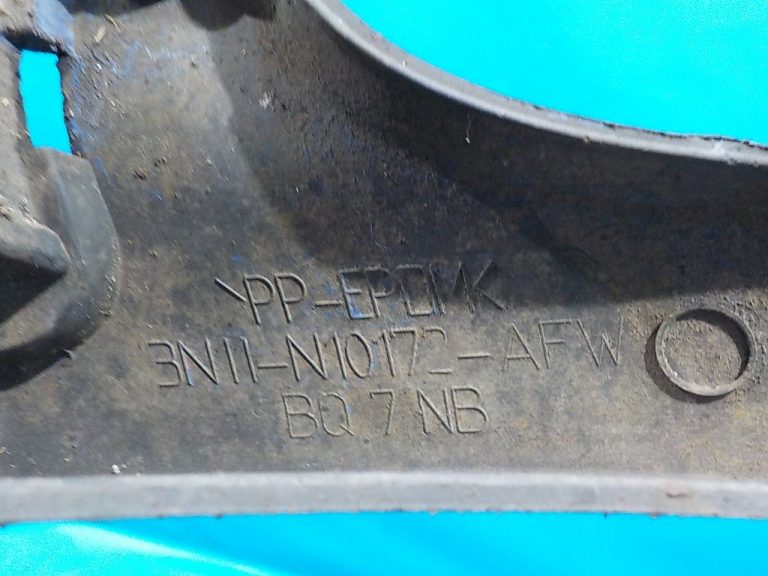 >PP-EPDM<
3N11-N10172-AFW
BQ 7 NB